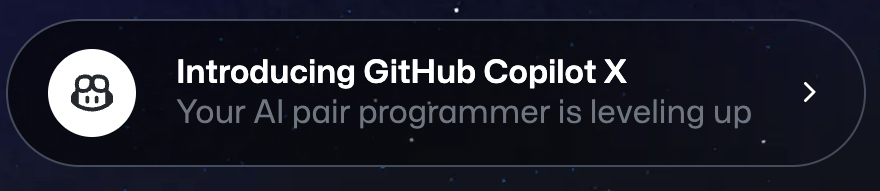 Introducing GitHub Copilot X
Your AI pair programmer is leveling up